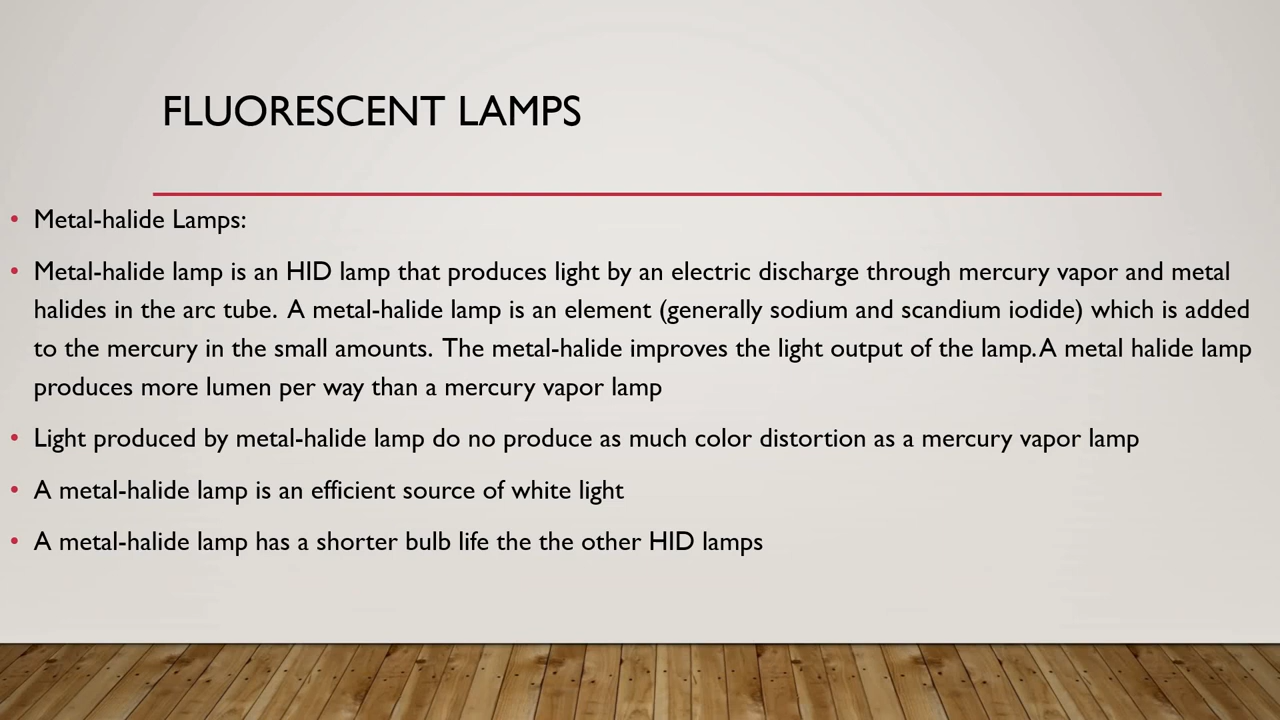 FLUORESCENT LAMPS
• Metal-halide Lamps:
• Metal-halide lamp is an HID lamp that produces light by an electric discharge through mercury vapor and metal
halides in the arc tube.  A metal-halide lamp is an element (generally sodium and scandium iodide) which is added
to the mercury in the small amounts.  The metal-halide improves the light output of the lamp. A metal halide lamp
produces more lumen per way than a mercury vapor lamp
• Light produced by metal-halide lamp do no produce as much color distortion as a mercury vapor lamp
• A metal-halide lamp is an efficient source of white light
• A metal-halide lamp has a shorter bulb life the the other HID lamps